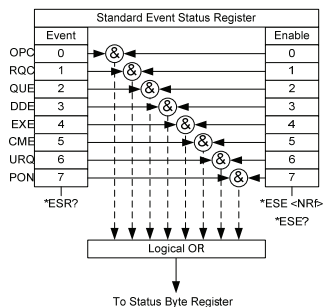 Standard Event Status Register
Event Enable
OPC 0 & 0
RQC 1 & 1
QUE 2 & 2
DDE 3 & 3
EXE 4 & 4
CME 5 & 5
URQ 6 & 6
PON 7 & 7
*ESR? *ESE <NRf>
*ESE?
Logical OR
To Status Byte Register